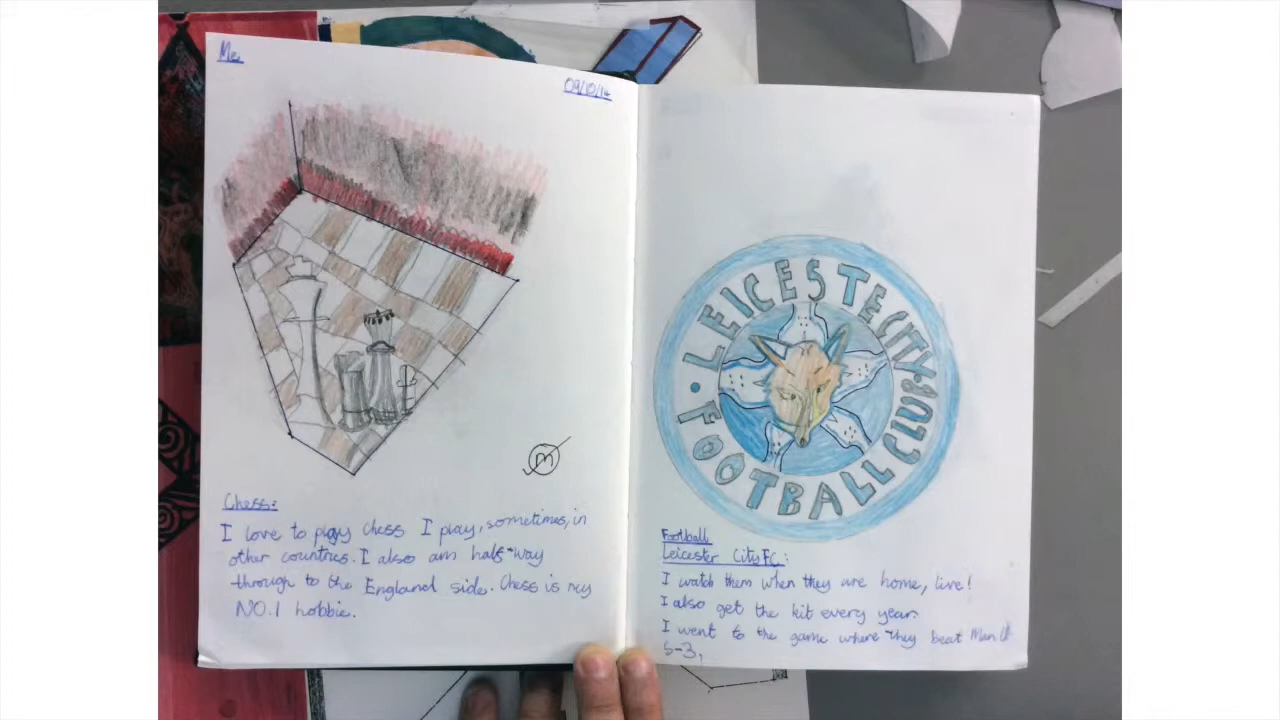 Me.
09/10/14
Chess:
I love to play chess I play, sometimes, in
other countries. I also am half-way
through to the England side. Chess is my
NO.1 hobbie.
m
LEICESTE CITY
FOOTBALL CLUB
Football
Leicester City FC:
I watch them when they are home, live!
I also get the kit every year.
I went to the game where they beat Man U
5-3,